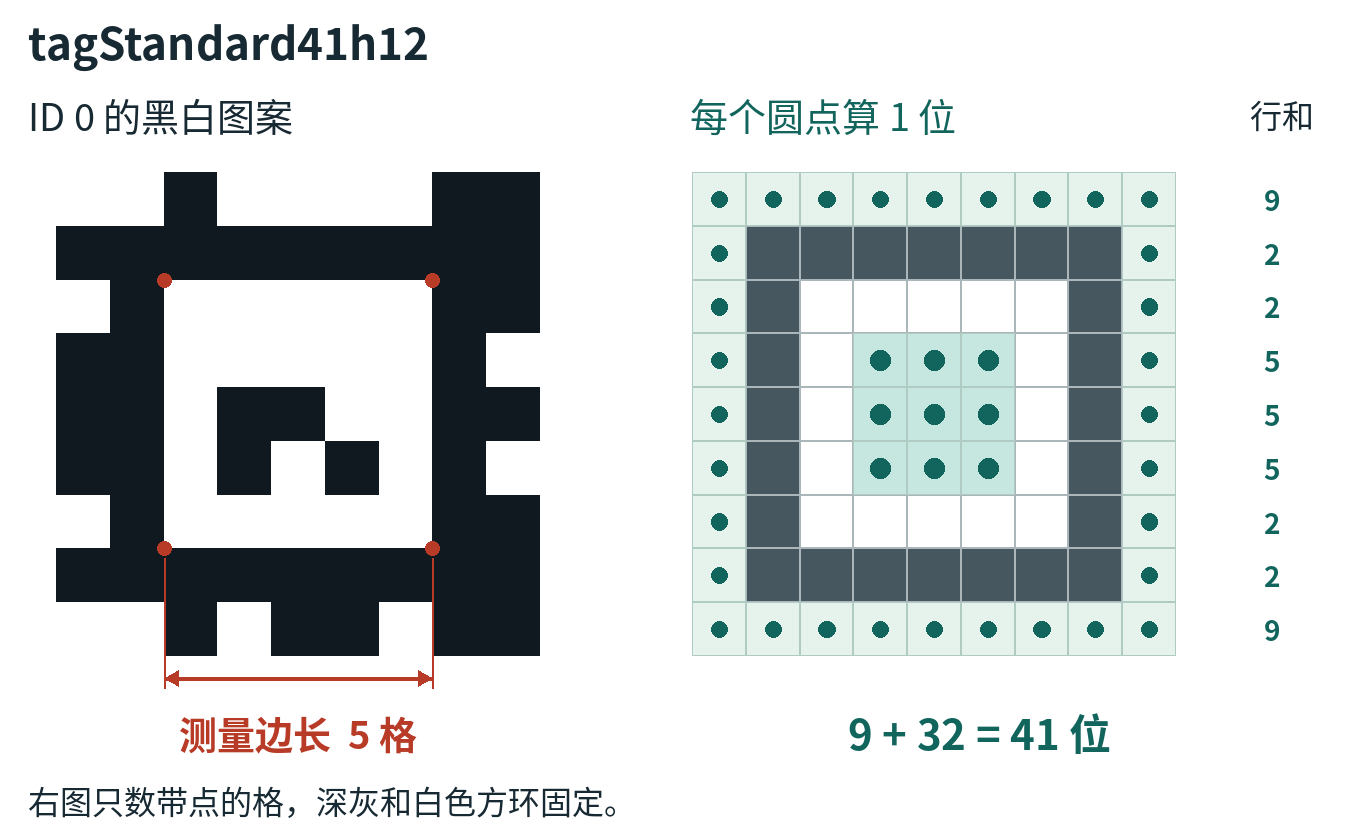 tagStandard41h12
ID 0 的黑白图案
每个圆点算 1 位
行和
9
2
2
5
5
5
2
2
9
测量边长 5 格
9 + 32 = 41 位
右图只数带点的格，深灰和白色方环固定。